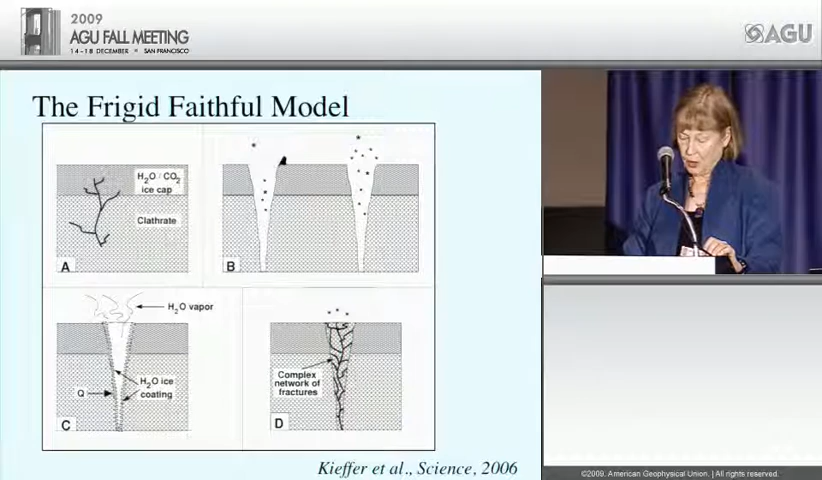 2009
AGU FALL MEETING
14-18 DECEMBER • SAN FRANCISCO
AGU
The Frigid Faithful Model
H2O / CO2
ice cap
Clathrate
A
B
H2O vapor
H2O ice
coating
Q
C
Complex
network of
fractures
D
Kieffer et al., Science, 2006
©2009. American Geophysical Union. | All rights reserved.